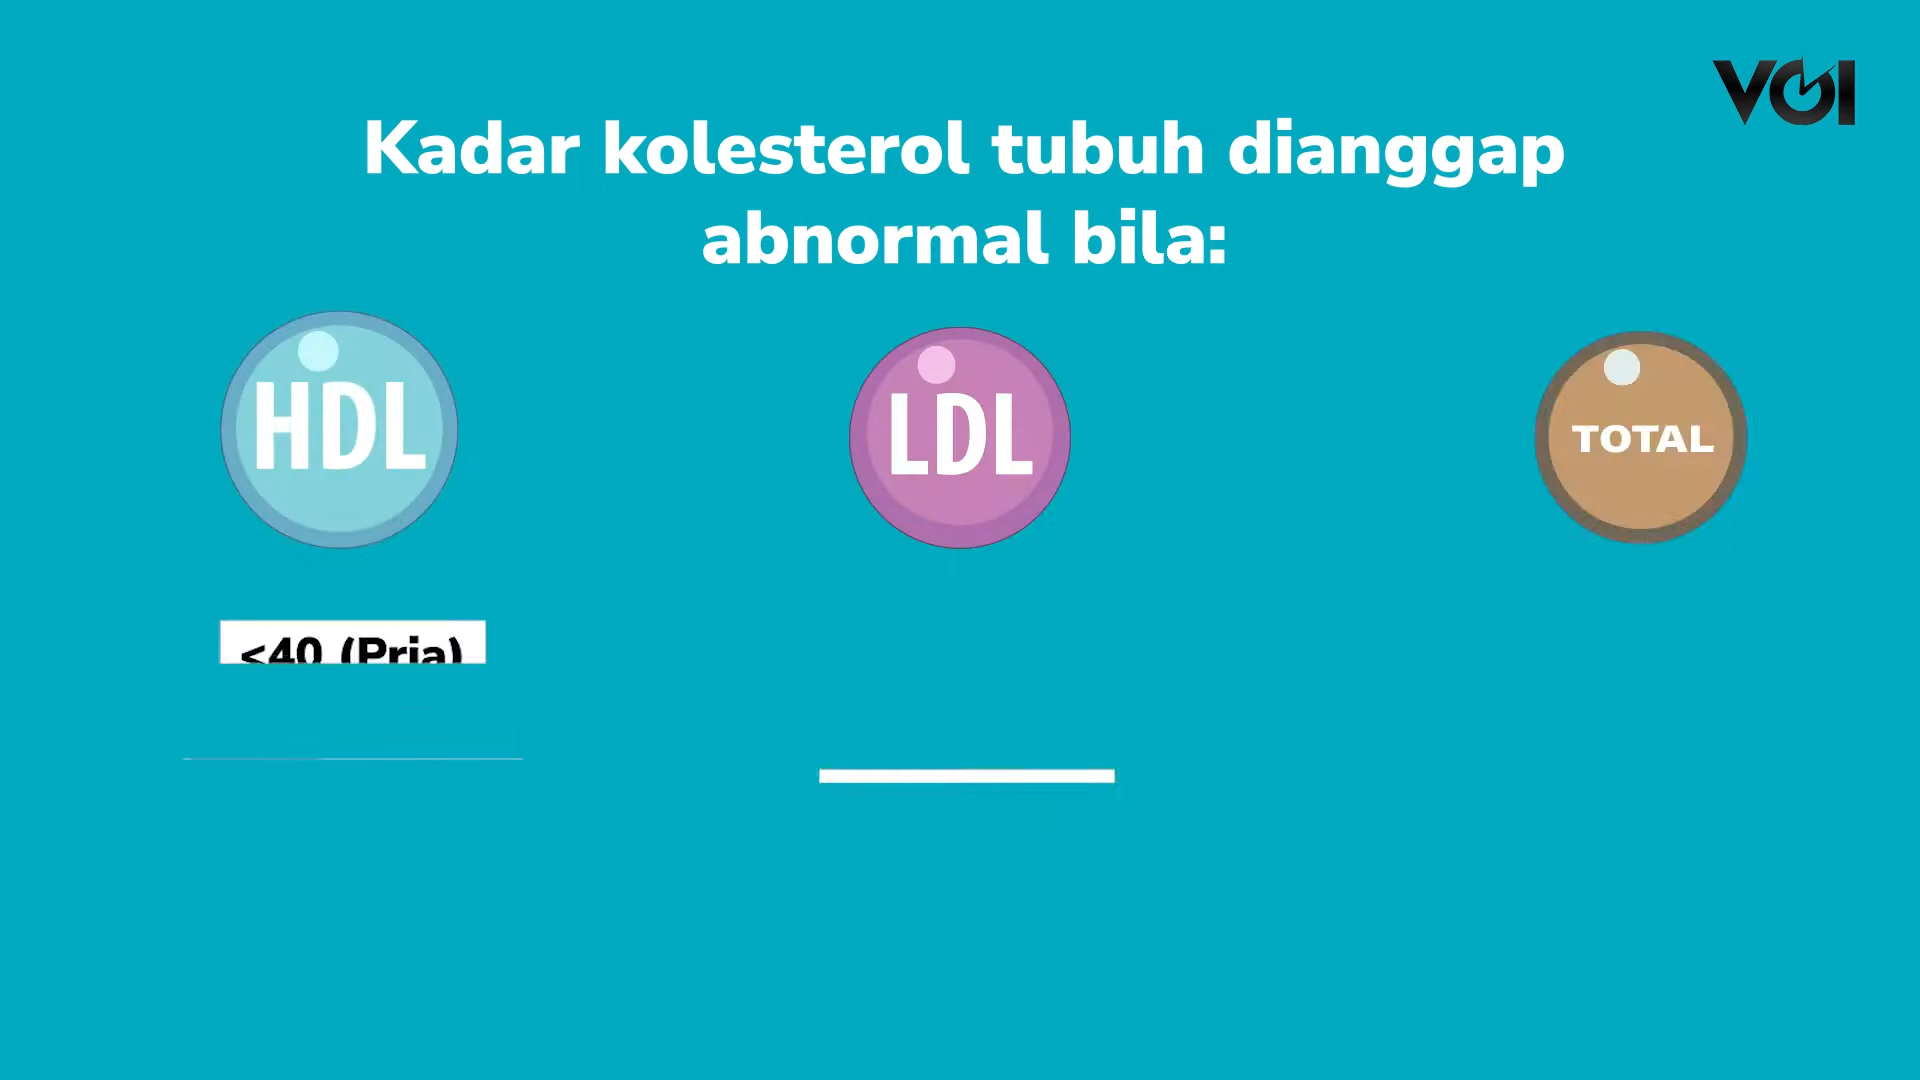 VOI
Kadar kolesterol tubuh dianggap
abnormal bila:
HDL
LDL
TOTAL
<40 (Pria)